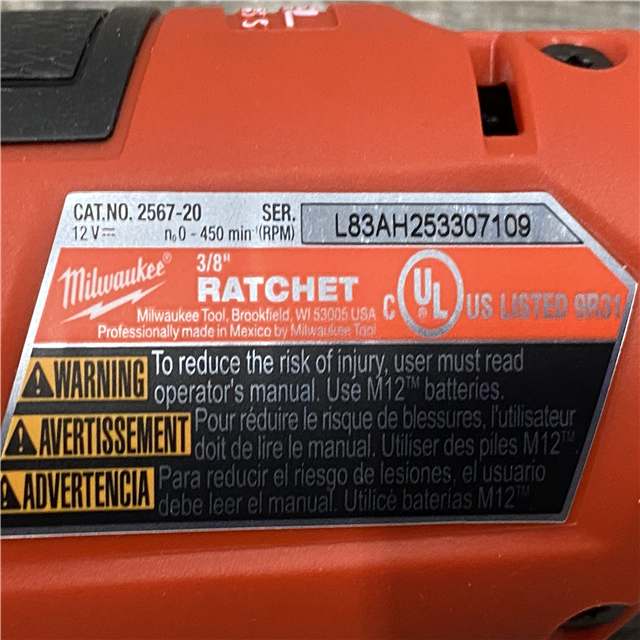 CAT.NO. 2567-20 SER. L83AH253307109
12 V⎓ n₀ 0 - 450 min⁻¹(RPM)
Milwaukee®
3/8"
RATCHET
Milwaukee Tool, Brookfield, WI 53005 USA
Professionally made in Mexico by Milwaukee Tool
C UL ® US LISTED 9R31
WARNING To reduce the risk of injury, user must read
operator's manual. Use M12™ batteries.
AVERTISSEMENT Pour réduire le risque de blessures, l'utilisateur
doit de lire le manual. Utiliser des piles M12™.
ADVERTENCIA Para reducir el riesgo de lesiones, el usuario
debe leer el manual. Utilicé baterias M12™